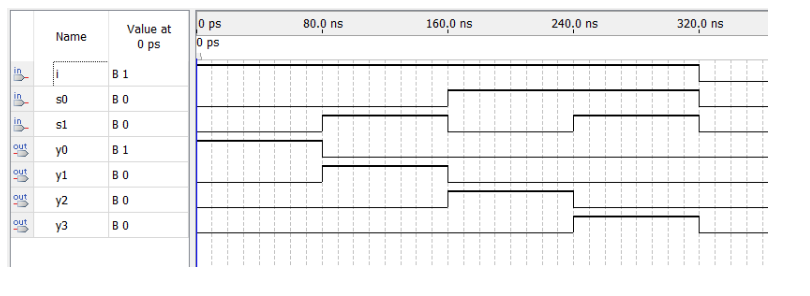 Name
Value at
0 ps
0 ps
80.0 ns
160.0 ns
240.0 ns
320.0 ns
0 ps
in
i
B 1
in
s0
B 0
in
s1
B 0
out
y0
B 1
out
y1
B 0
out
y2
B 0
out
y3
B 0